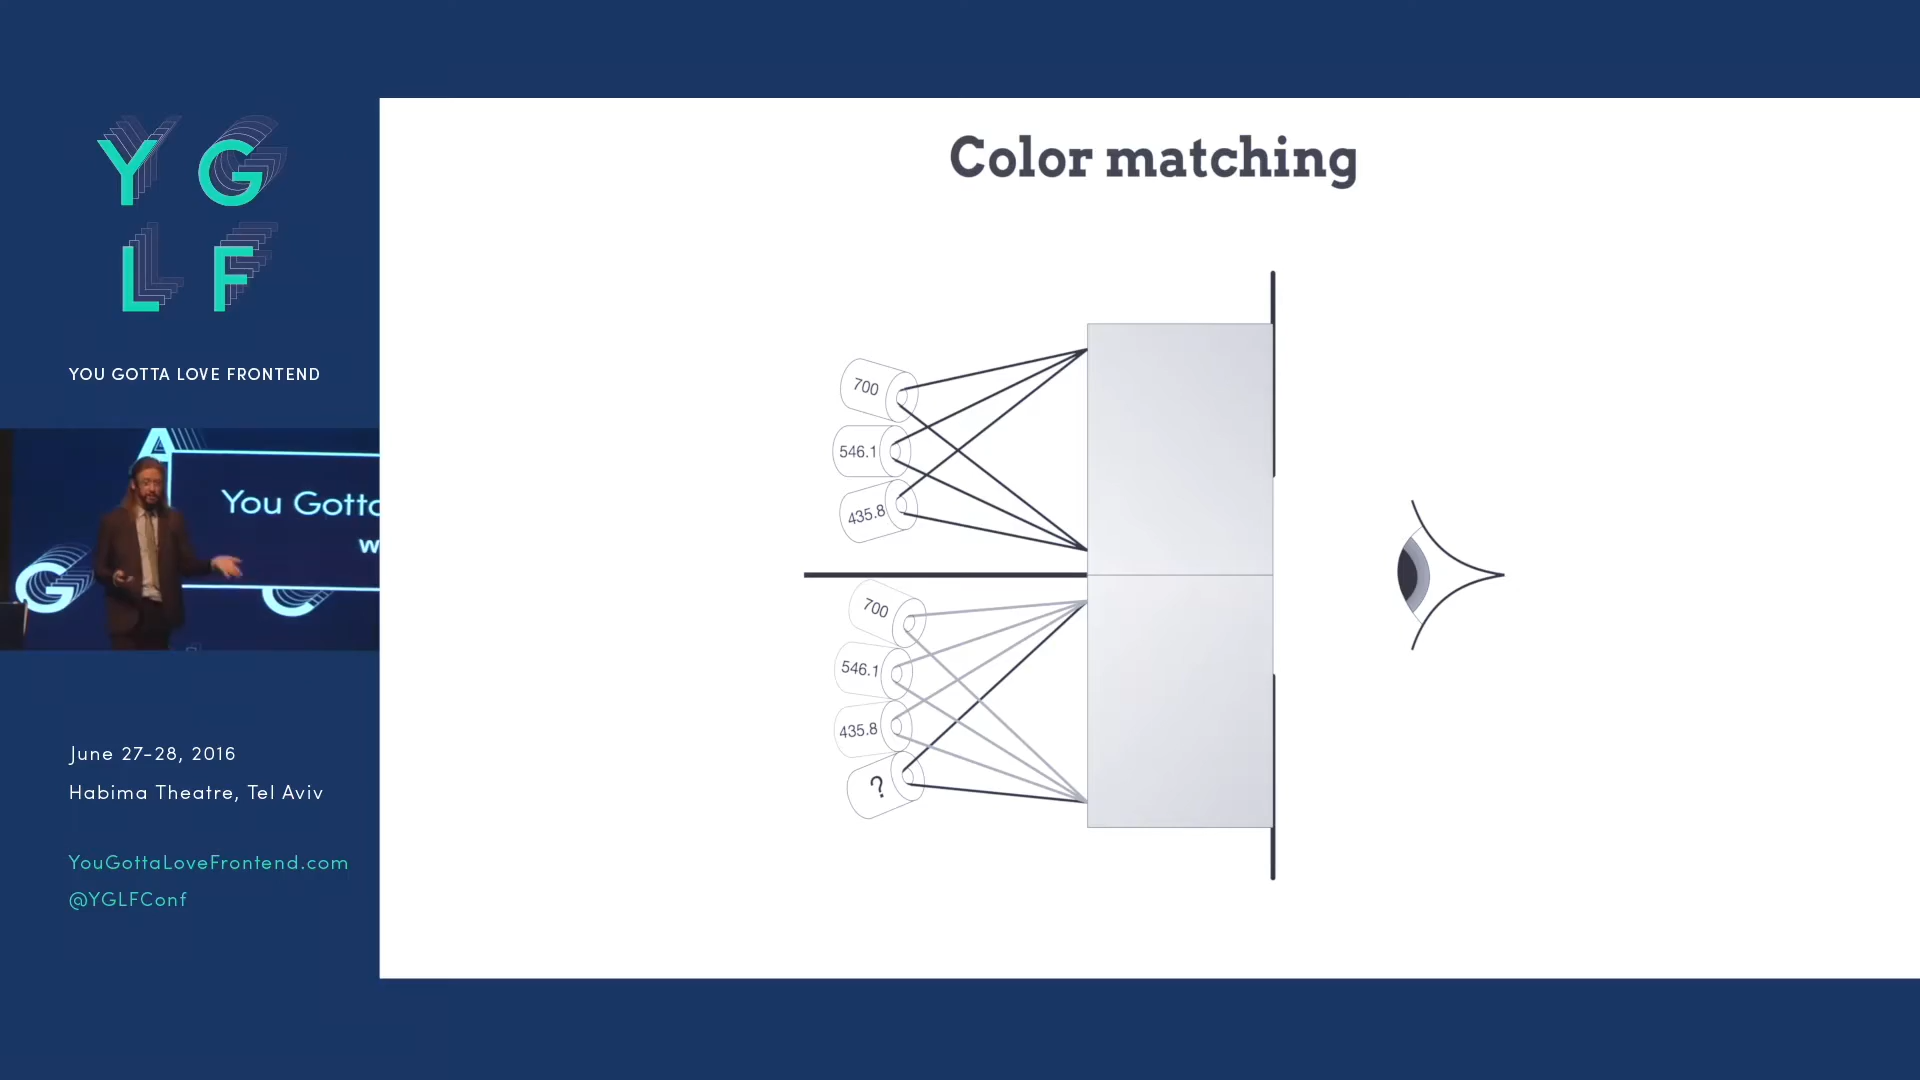 Y G
L F
YOU GOTTA LOVE FRONTEND
A
You Gotta
w
G
C
June 27-28, 2016
Habima Theatre, Tel Aviv
YouGottaLoveFrontend.com
@YGLFConf
Color matching
700
546.1
435.8
700
546.1
435.8
?